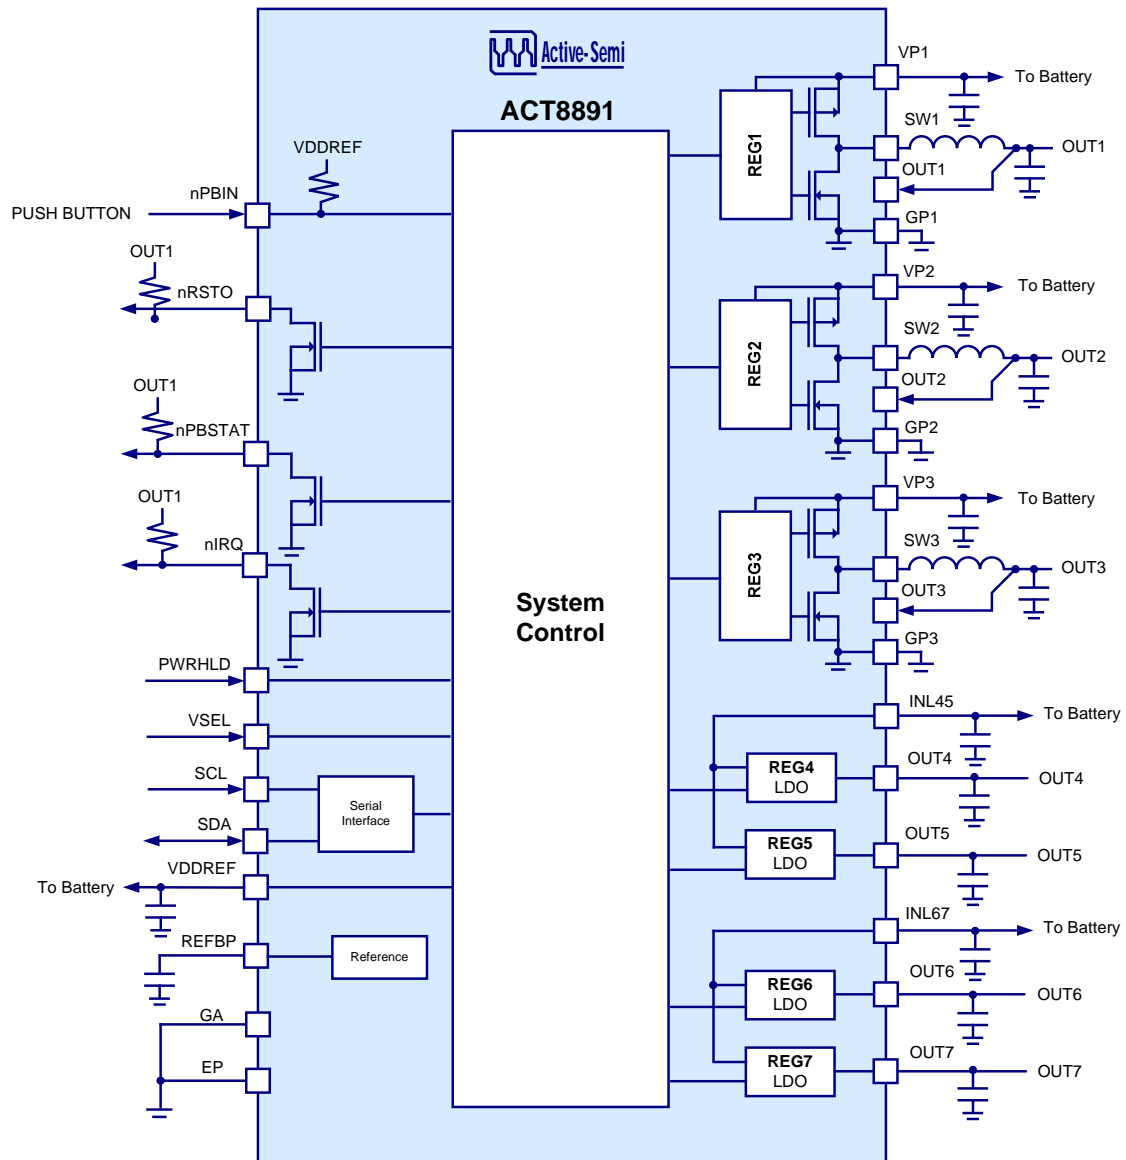 Active-Semi
ACT8891
VDDREF
nPBIN
PUSH BUTTON
OUT1
nRSTO
OUT1
nPBSTAT
OUT1
nIRQ
PWRHLD
VSEL
SCL
SDA
Serial
Interface
VDDREF
To Battery
REFBP
Reference
GA
EP
System
Control
VP1
To Battery
REG1
SW1
OUT1
OUT1
GP1
VP2
To Battery
REG2
SW2
OUT2
OUT2
GP2
VP3
To Battery
REG3
SW3
OUT3
OUT3
GP3
INL45
To Battery
REG4
LDO
OUT4
OUT4
REG5
LDO
OUT5
OUT5
INL67
To Battery
REG6
LDO
OUT6
OUT6
REG7
LDO
OUT7
OUT7